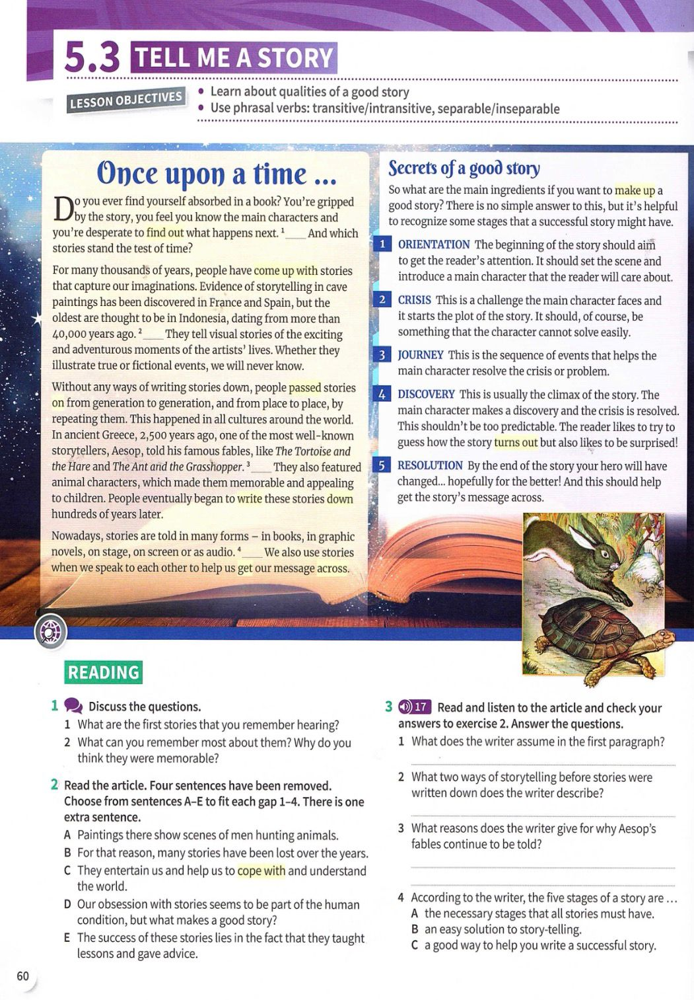 5.3 TELL ME A STORY
LESSON OBJECTIVES
• Learn about qualities of a good story
• Use phrasal verbs: transitive/intransitive, separable/inseparable
Once upon a time ...
Do you ever find yourself absorbed in a book? You're gripped
by the story, you feel you know the main characters and
you're desperate to find out what happens next. ¹____ And which
stories stand the test of time?
For many thousands of years, people have come up with stories
that capture our imaginations. Evidence of storytelling in cave
paintings has been discovered in France and Spain, but the
oldest are thought to be in Indonesia, dating from more than
40,000 years ago. ²____ They tell visual stories of the exciting
and adventurous moments of the artists' lives. Whether they
illustrate true or fictional events, we will never know.
Without any ways of writing stories down, people passed stories
on from generation to generation, and from place to place, by
repeating them. This happened in all cultures around the world.
In ancient Greece, 2,500 years ago, one of the most well-known
storytellers, Aesop, told his famous fables, like The Tortoise and
the Hare and The Ant and the Grasshopper. ³____ They also featured
animal characters, which made them memorable and appealing
to children. People eventually began to write these stories down
hundreds of years later.
Nowadays, stories are told in many forms – in books, in graphic
novels, on stage, on screen or as audio. ⁴____ We also use stories
when we speak to each other to help us get our message across.
Secrets of a good story
So what are the main ingredients if you want to make up a
good story? There is no simple answer to this, but it's helpful
to recognize some stages that a successful story might have.
1 ORIENTATION The beginning of the story should aim
to get the reader's attention. It should set the scene and
introduce a main character that the reader will care about.
2 CRISIS This is a challenge the main character faces and
it starts the plot of the story. It should, of course, be
something that the character cannot solve easily.
3 JOURNEY This is the sequence of events that helps the
main character resolve the crisis or problem.
4 DISCOVERY This is usually the climax of the story. The
main character makes a discovery and the crisis is resolved.
This shouldn't be too predictable. The reader likes to try to
guess how the story turns out but also likes to be surprised!
5 RESOLUTION By the end of the story your hero will have
changed... hopefully for the better! And this should help
get the story's message across.
READING
1 Discuss the questions.
1 What are the first stories that you remember hearing?
2 What can you remember most about them? Why do you
think they were memorable?
2 Read the article. Four sentences have been removed.
Choose from sentences A–E to fit each gap 1–4. There is one
extra sentence.
A Paintings there show scenes of men hunting animals.
B For that reason, many stories have been lost over the years.
C They entertain us and help us to cope with and understand
the world.
D Our obsession with stories seems to be part of the human
condition, but what makes a good story?
E The success of these stories lies in the fact that they taught
lessons and gave advice.
3 17 Read and listen to the article and check your
answers to exercise 2. Answer the questions.
1 What does the writer assume in the first paragraph?
2 What two ways of storytelling before stories were
written down does the writer describe?
3 What reasons does the writer give for why Aesop's
fables continue to be told?
4 According to the writer, the five stages of a story are ...
A the necessary stages that all stories must have.
B an easy solution to story-telling.
C a good way to help you write a successful story.
60